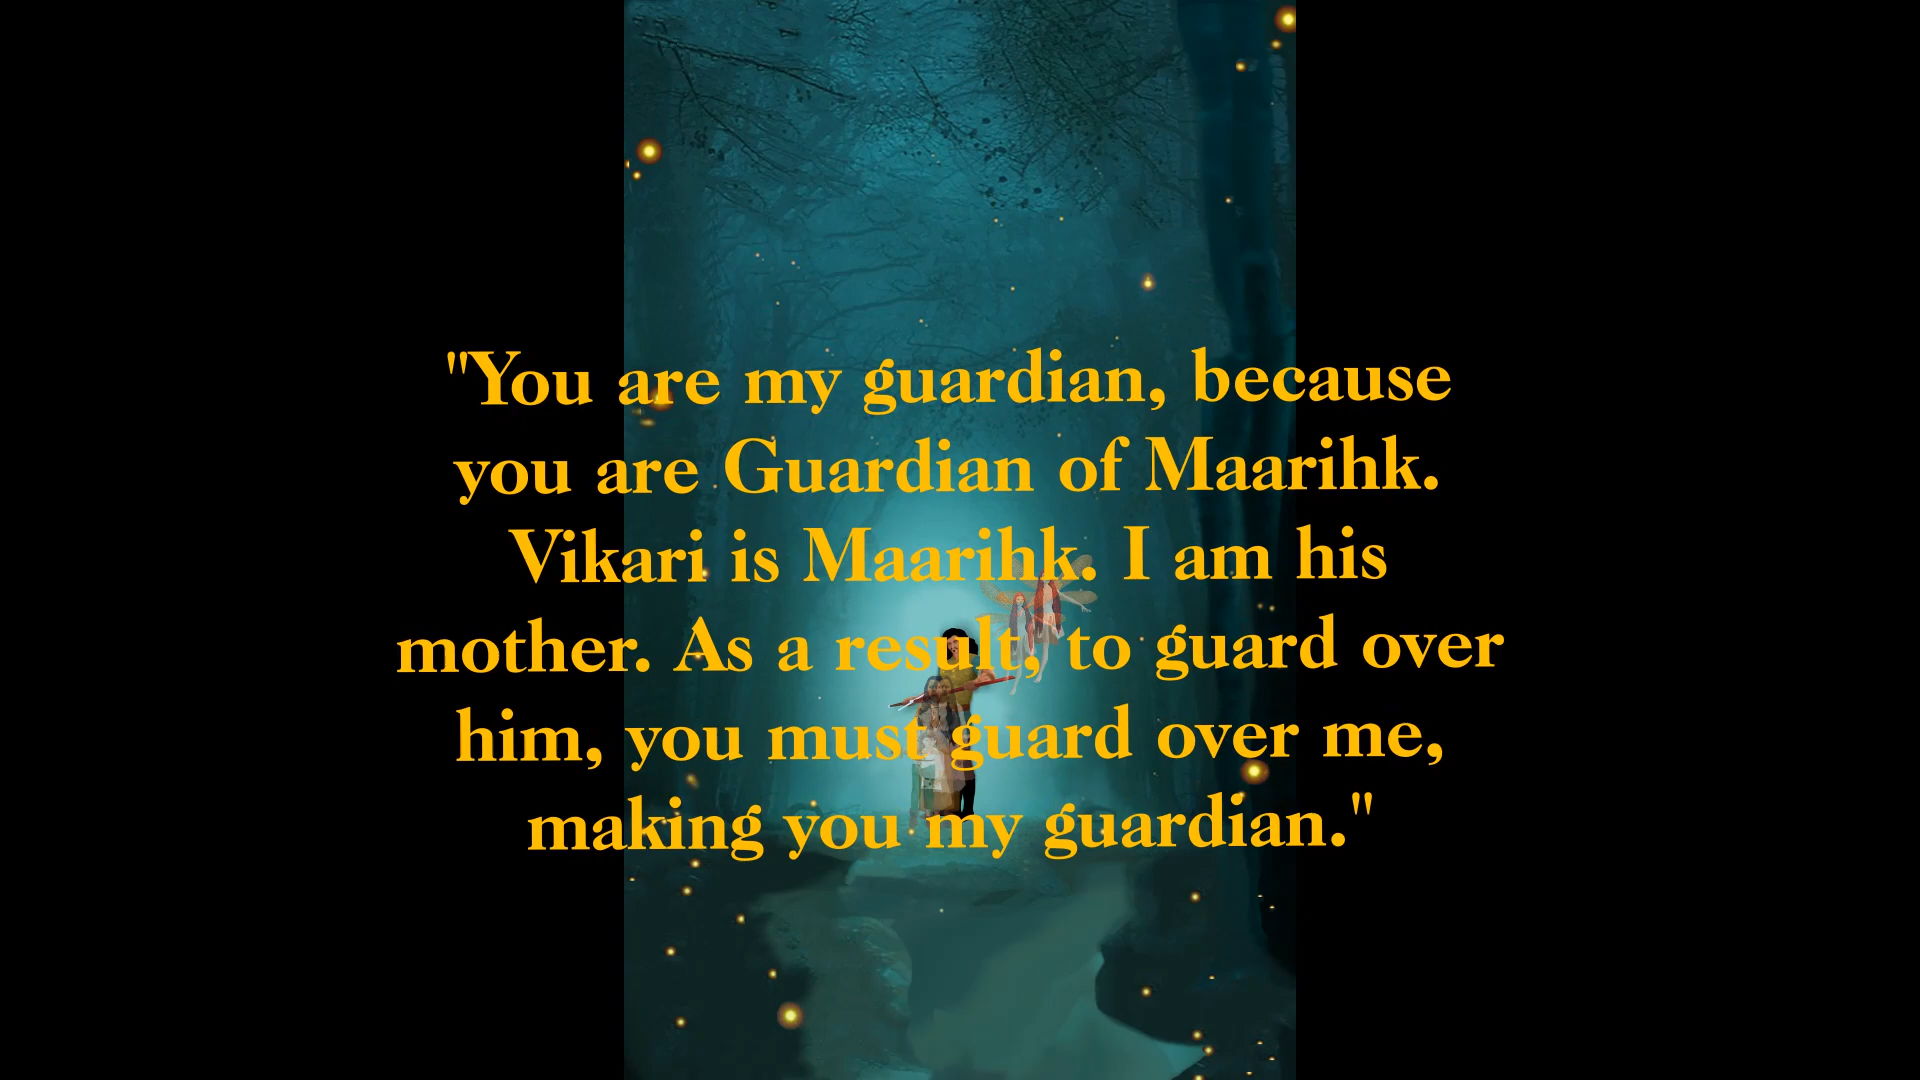 "You are my guardian, because
you are Guardian of Maarihk.
Vikari is Maarihk. I am his
mother. As a result, to guard over
him, you must guard over me,
making you my guardian."